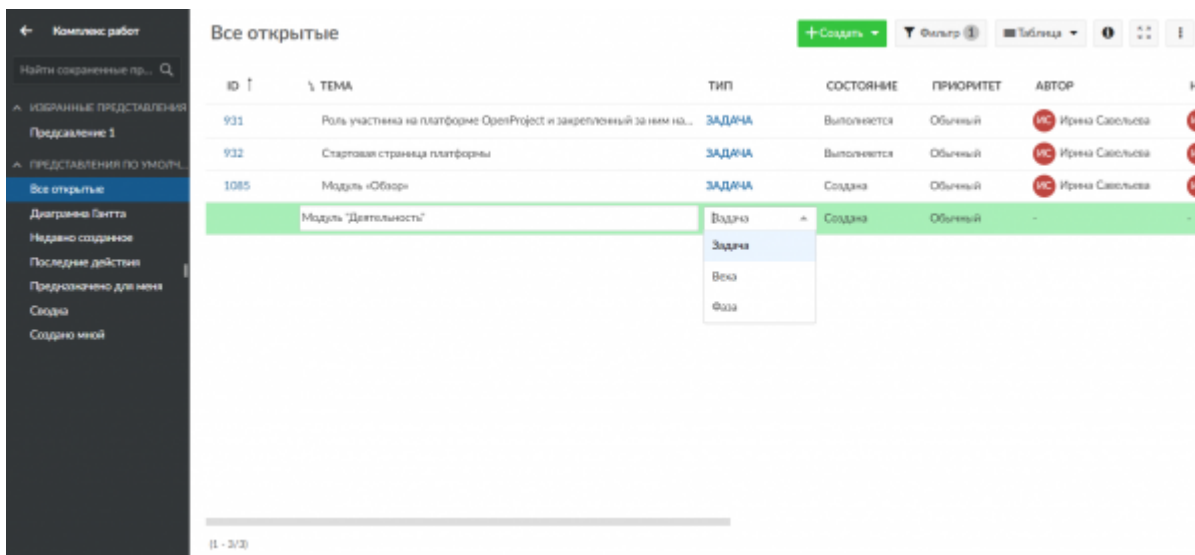 Комплекс работ
Все открытые
+ Создать
Фильтр 1
Таблица
Найти сохраненные пр...
ID ТЕМА ТИП СОСТОЯНИЕ ПРИОРИТЕТ АВТОР
ИЗБРАННЫЕ ПРЕДСТАВЛЕНИЯ
Предсавление 1
ПРЕДСТАВЛЕНИЯ ПО УМОЛЧ...
Все открытые
Диаграмма Гантта
Недавно созданное
Последние действия
Предназначено для меня
Сводка
Создано мной
931 Роль участника на платформе OpenProject и закрепленный за ним на... ЗАДАЧА Выполняется Обычный ИС Ирина Савельева
932 Стартовая страница платформы ЗАДАЧА Выполняется Обычный ИС Ирина Савельева
1085 Модуль «Обзор» ЗАДАЧА Создана Обычный ИС Ирина Савельева
Модуль "Деятельность" Задача Создана Обычный -
Задача
Веха
Фаза
(1 - 3/3)